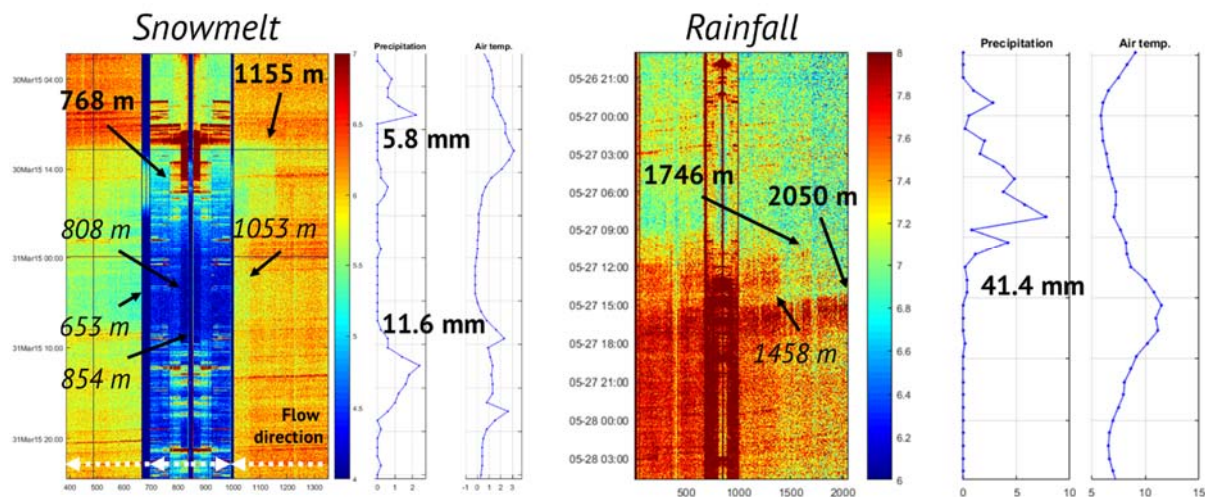 Snowmelt
Rainfall
Precipitation
Air temp.
Precipitation
Air temp.
30Mar15 04:00
30Mar15 14:00
31Mar15 00:00
31Mar15 10:00
31Mar15 20:00
1155 m
768 m
808 m
1053 m
653 m
854 m
Flow
direction
400 500 600 700 800 900 1000 1100 1200 1300
7
6.5
6
5.5
5
4.5
4
5.8 mm
11.6 mm
0 1 2
0 1 2 3
05-26 21:00
05-27 00:00
05-27 03:00
05-27 06:00
05-27 09:00
05-27 12:00
05-27 15:00
05-27 18:00
05-27 21:00
05-28 00:00
05-28 03:00
1746 m
2050 m
1458 m
500 1000 1500 2000
8
7.8
7.6
7.4
7.2
7
6.8
6.6
6.4
6.2
6
41.4 mm
0 5 10
5 10 15